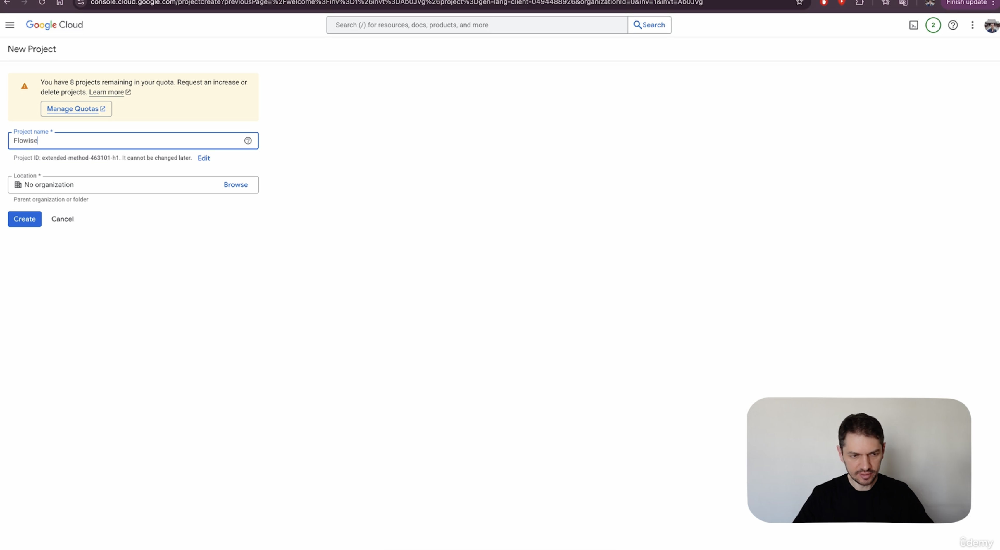 console.cloud.google.com/projectcreate?previousPage=%2Fwelcome%3Finv%3D1%26invt%3DAb0JVg%26project%3Dgen-lang-client-0494488926&organizationId=0&inv=1&invt=Ab0JVg
Finish update
Google Cloud
Search (/) for resources, docs, products, and more
Search
2
New Project
You have 8 projects remaining in your quota. Request an increase or
delete projects. Learn more
Manage Quotas
Project name *
Flowise
Project ID: extended-method-463101-h1. It cannot be changed later. Edit
Location *
No organization
Browse
Parent organization or folder
Create
Cancel
ûdemy